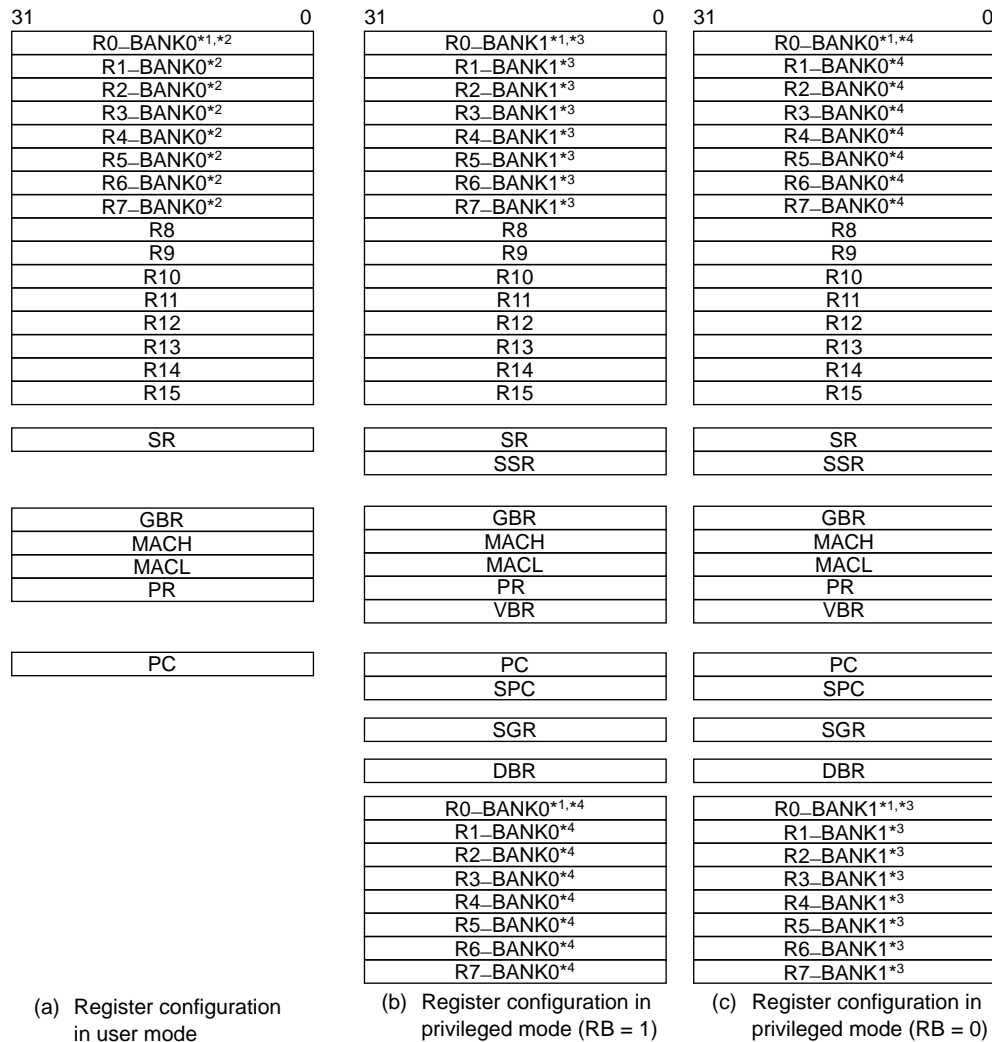 31 0 31 0 31 0
R0_BANK0*1,*2 R0_BANK1*1,*3 R0_BANK0*1,*4
R1_BANK0*2 R1_BANK1*3 R1_BANK0*4
R2_BANK0*2 R2_BANK1*3 R2_BANK0*4
R3_BANK0*2 R3_BANK1*3 R3_BANK0*4
R4_BANK0*2 R4_BANK1*3 R4_BANK0*4
R5_BANK0*2 R5_BANK1*3 R5_BANK0*4
R6_BANK0*2 R6_BANK1*3 R6_BANK0*4
R7_BANK0*2 R7_BANK1*3 R7_BANK0*4
R8 R8 R8
R9 R9 R9
R10 R10 R10
R11 R11 R11
R12 R12 R12
R13 R13 R13
R14 R14 R14
R15 R15 R15
SR SR SR
SSR SSR
GBR GBR GBR
MACH MACH MACH
MACL MACL MACL
PR PR PR
VBR VBR
PC PC PC
SPC SPC
SGR SGR
DBR DBR
R0_BANK0*1,*4 R0_BANK1*1,*3
R1_BANK0*4 R1_BANK1*3
R2_BANK0*4 R2_BANK1*3
R3_BANK0*4 R3_BANK1*3
R4_BANK0*4 R4_BANK1*3
R5_BANK0*4 R5_BANK1*3
R6_BANK0*4 R6_BANK1*3
R7_BANK0*4 R7_BANK1*3
(a) Register configuration
in user mode
(b) Register configuration in
privileged mode (RB = 1)
(c) Register configuration in
privileged mode (RB = 0)